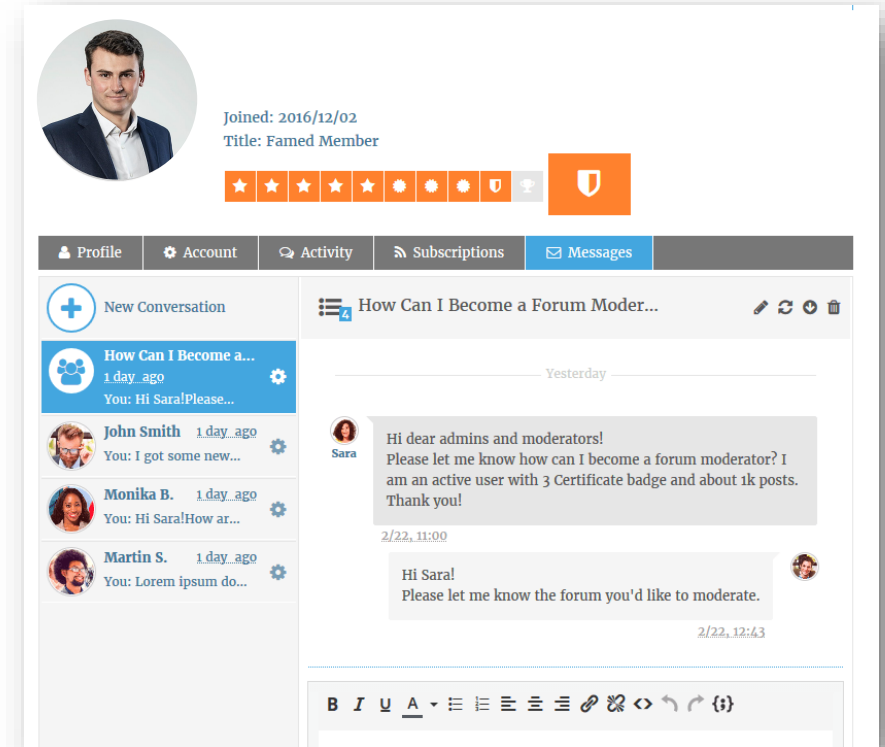 Joined: 2016/12/02
Title: Famed Member
Profile
Account
Activity
Subscriptions
Messages
New Conversation
How Can I Become a...
1 day ago
You: Hi Sara!Please...
John Smith 1 day ago
You: I got some new...
Monika B. 1 day ago
You: Hi Sara!How ar...
Martin S. 1 day ago
You: Lorem ipsum do...
4
How Can I Become a Forum Moder...
Yesterday
Sara
Hi dear admins and moderators!
Please let me know how can I become a forum moderator? I
am an active user with 3 Certificate badge and about 1k posts.
Thank you!
2/22, 11:00
Hi Sara!
Please let me know the forum you'd like to moderate.
2/22, 12:43
B I U A